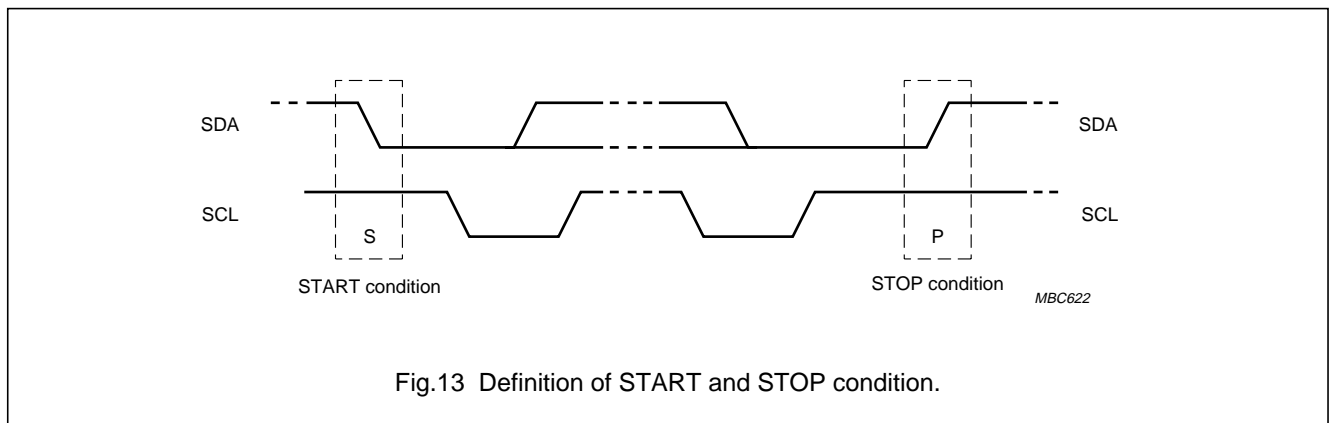 SDA
SDA
SCL
SCL
S
P
START condition
STOP condition
MBC622
Fig.13 Definition of START and STOP condition.